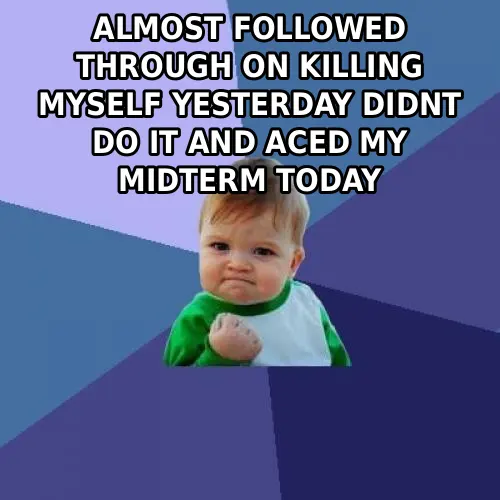 ALMOST FOLLOWED
THROUGH ON KILLING
MYSELF YESTERDAY DIDNT
DO IT AND ACED MY
MIDTERM TODAY